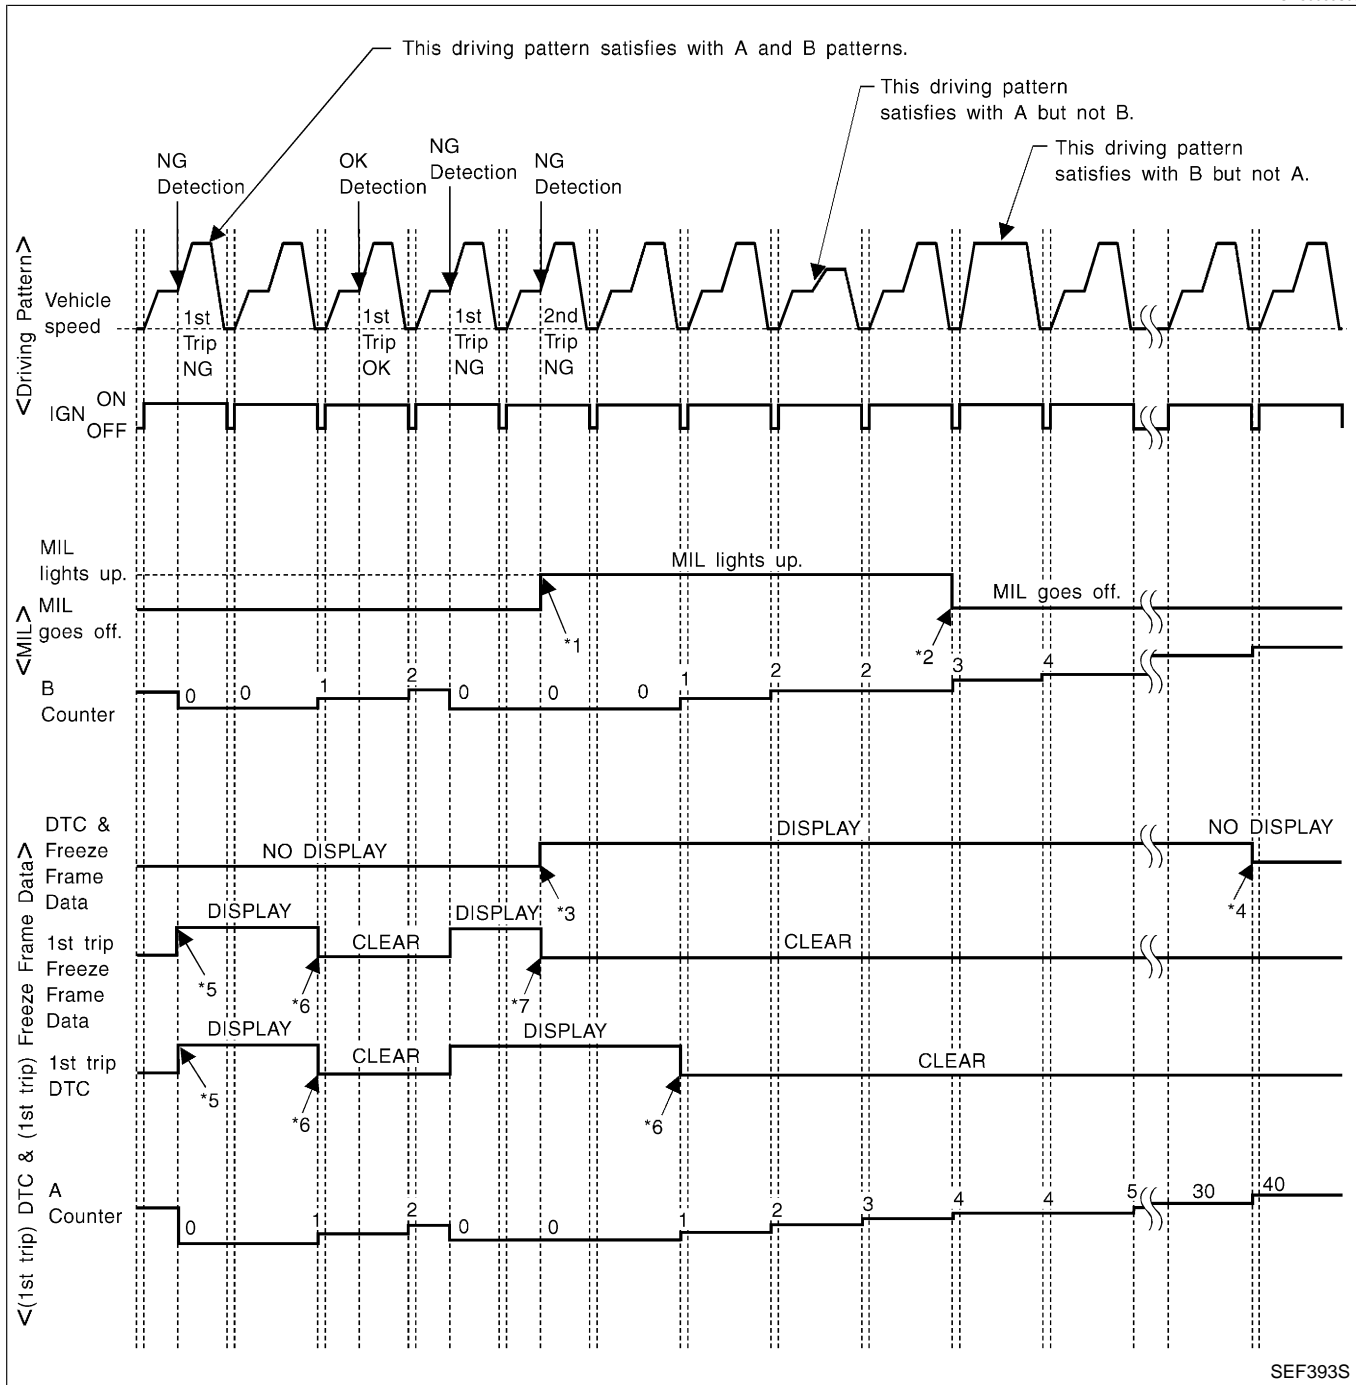 This driving pattern satisfies with A and B patterns.
This driving pattern
satisfies with A but not B.
This driving pattern
satisfies with B but not A.
NG
Detection
OK
Detection
NG
Detection
NG
Detection
<Driving Pattern>
Vehicle
speed
1st
Trip
NG
1st
Trip
OK
1st
Trip
NG
2nd
Trip
NG
IGN
ON
OFF
<MIL>
MIL
lights up.
MIL
goes off.
MIL lights up.
MIL goes off.
*1
*2
B
Counter
0 0 1 2 0 0 0 1 2 2 3 4
<(1st trip) DTC & (1st trip) Freeze Frame Data>
DTC &
Freeze
Frame
Data
NO DISPLAY
DISPLAY
NO DISPLAY
*3
*4
1st trip
Freeze
Frame
Data
DISPLAY
CLEAR
DISPLAY
CLEAR
*5
*6
*7
1st trip
DTC
DISPLAY
CLEAR
DISPLAY
CLEAR
*5
*6
*6
A
Counter
0 1 2 0 0 1 2 3 4 4 5 30 40
SEF393S